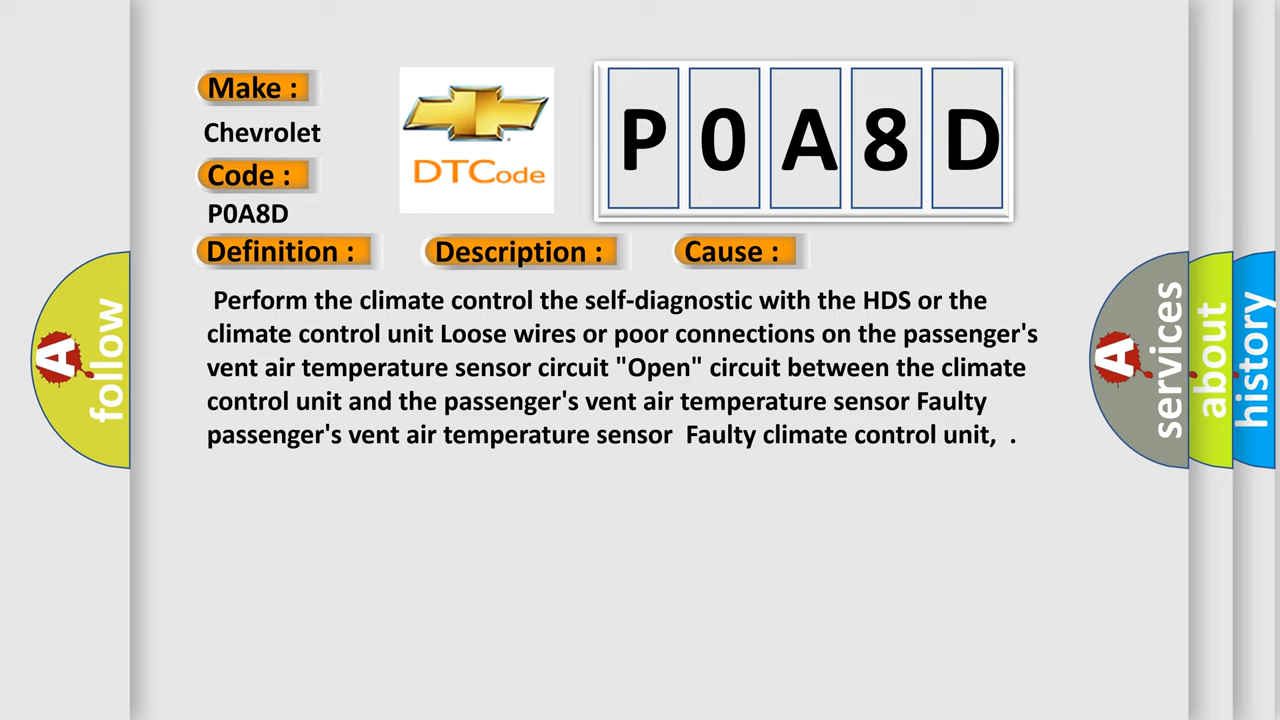 Make :
Chevrolet
Code :
P0A8D
DTCode
P0A8D
Definition :
Description :
Cause :
Perform the climate control the self-diagnostic with the HDS or the
climate control unit Loose wires or poor connections on the passenger's
vent air temperature sensor circuit "Open" circuit between the climate
control unit and the passenger's vent air temperature sensor Faulty
passenger's vent air temperature sensor  Faulty climate control unit,  .
A
follow
A
services
about
history